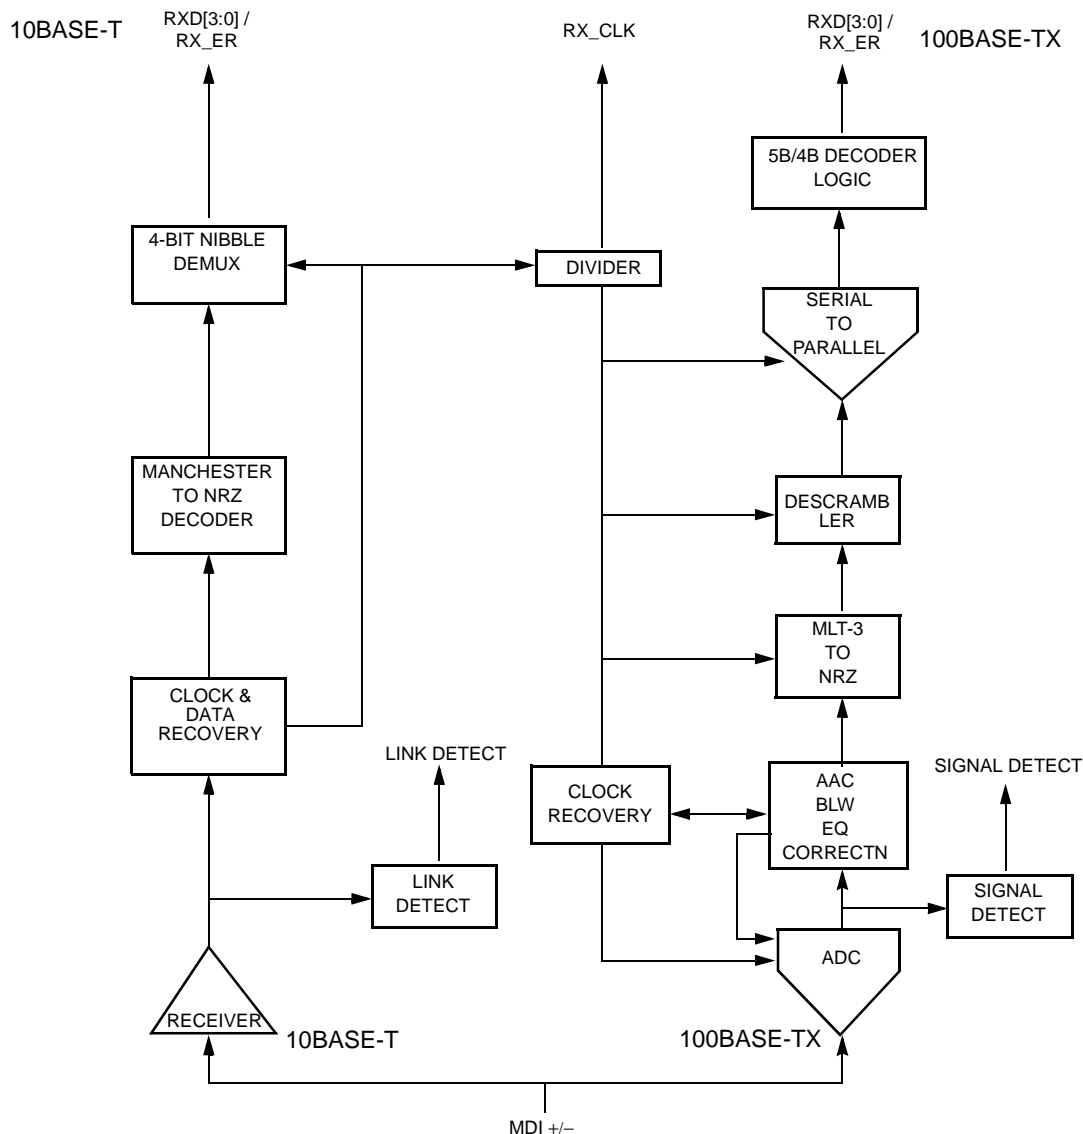 10BASE-T
RXD[3:0] /
RX_ER
RX_CLK
RXD[3:0] /
RX_ER
100BASE-TX
5B/4B DECODER
LOGIC
4-BIT NIBBLE
DEMUX
DIVIDER
SERIAL
TO
PARALLEL
MANCHESTER
TO NRZ
DECODER
DESCRAMB
LER
MLT-3
TO
NRZ
CLOCK &
DATA
RECOVERY
LINK DETECT
CLOCK
RECOVERY
AAC
BLW
EQ
CORRECTN
SIGNAL DETECT
LINK
DETECT
SIGNAL
DETECT
ADC
RECEIVER
10BASE-T
100BASE-TX
MDI +/−